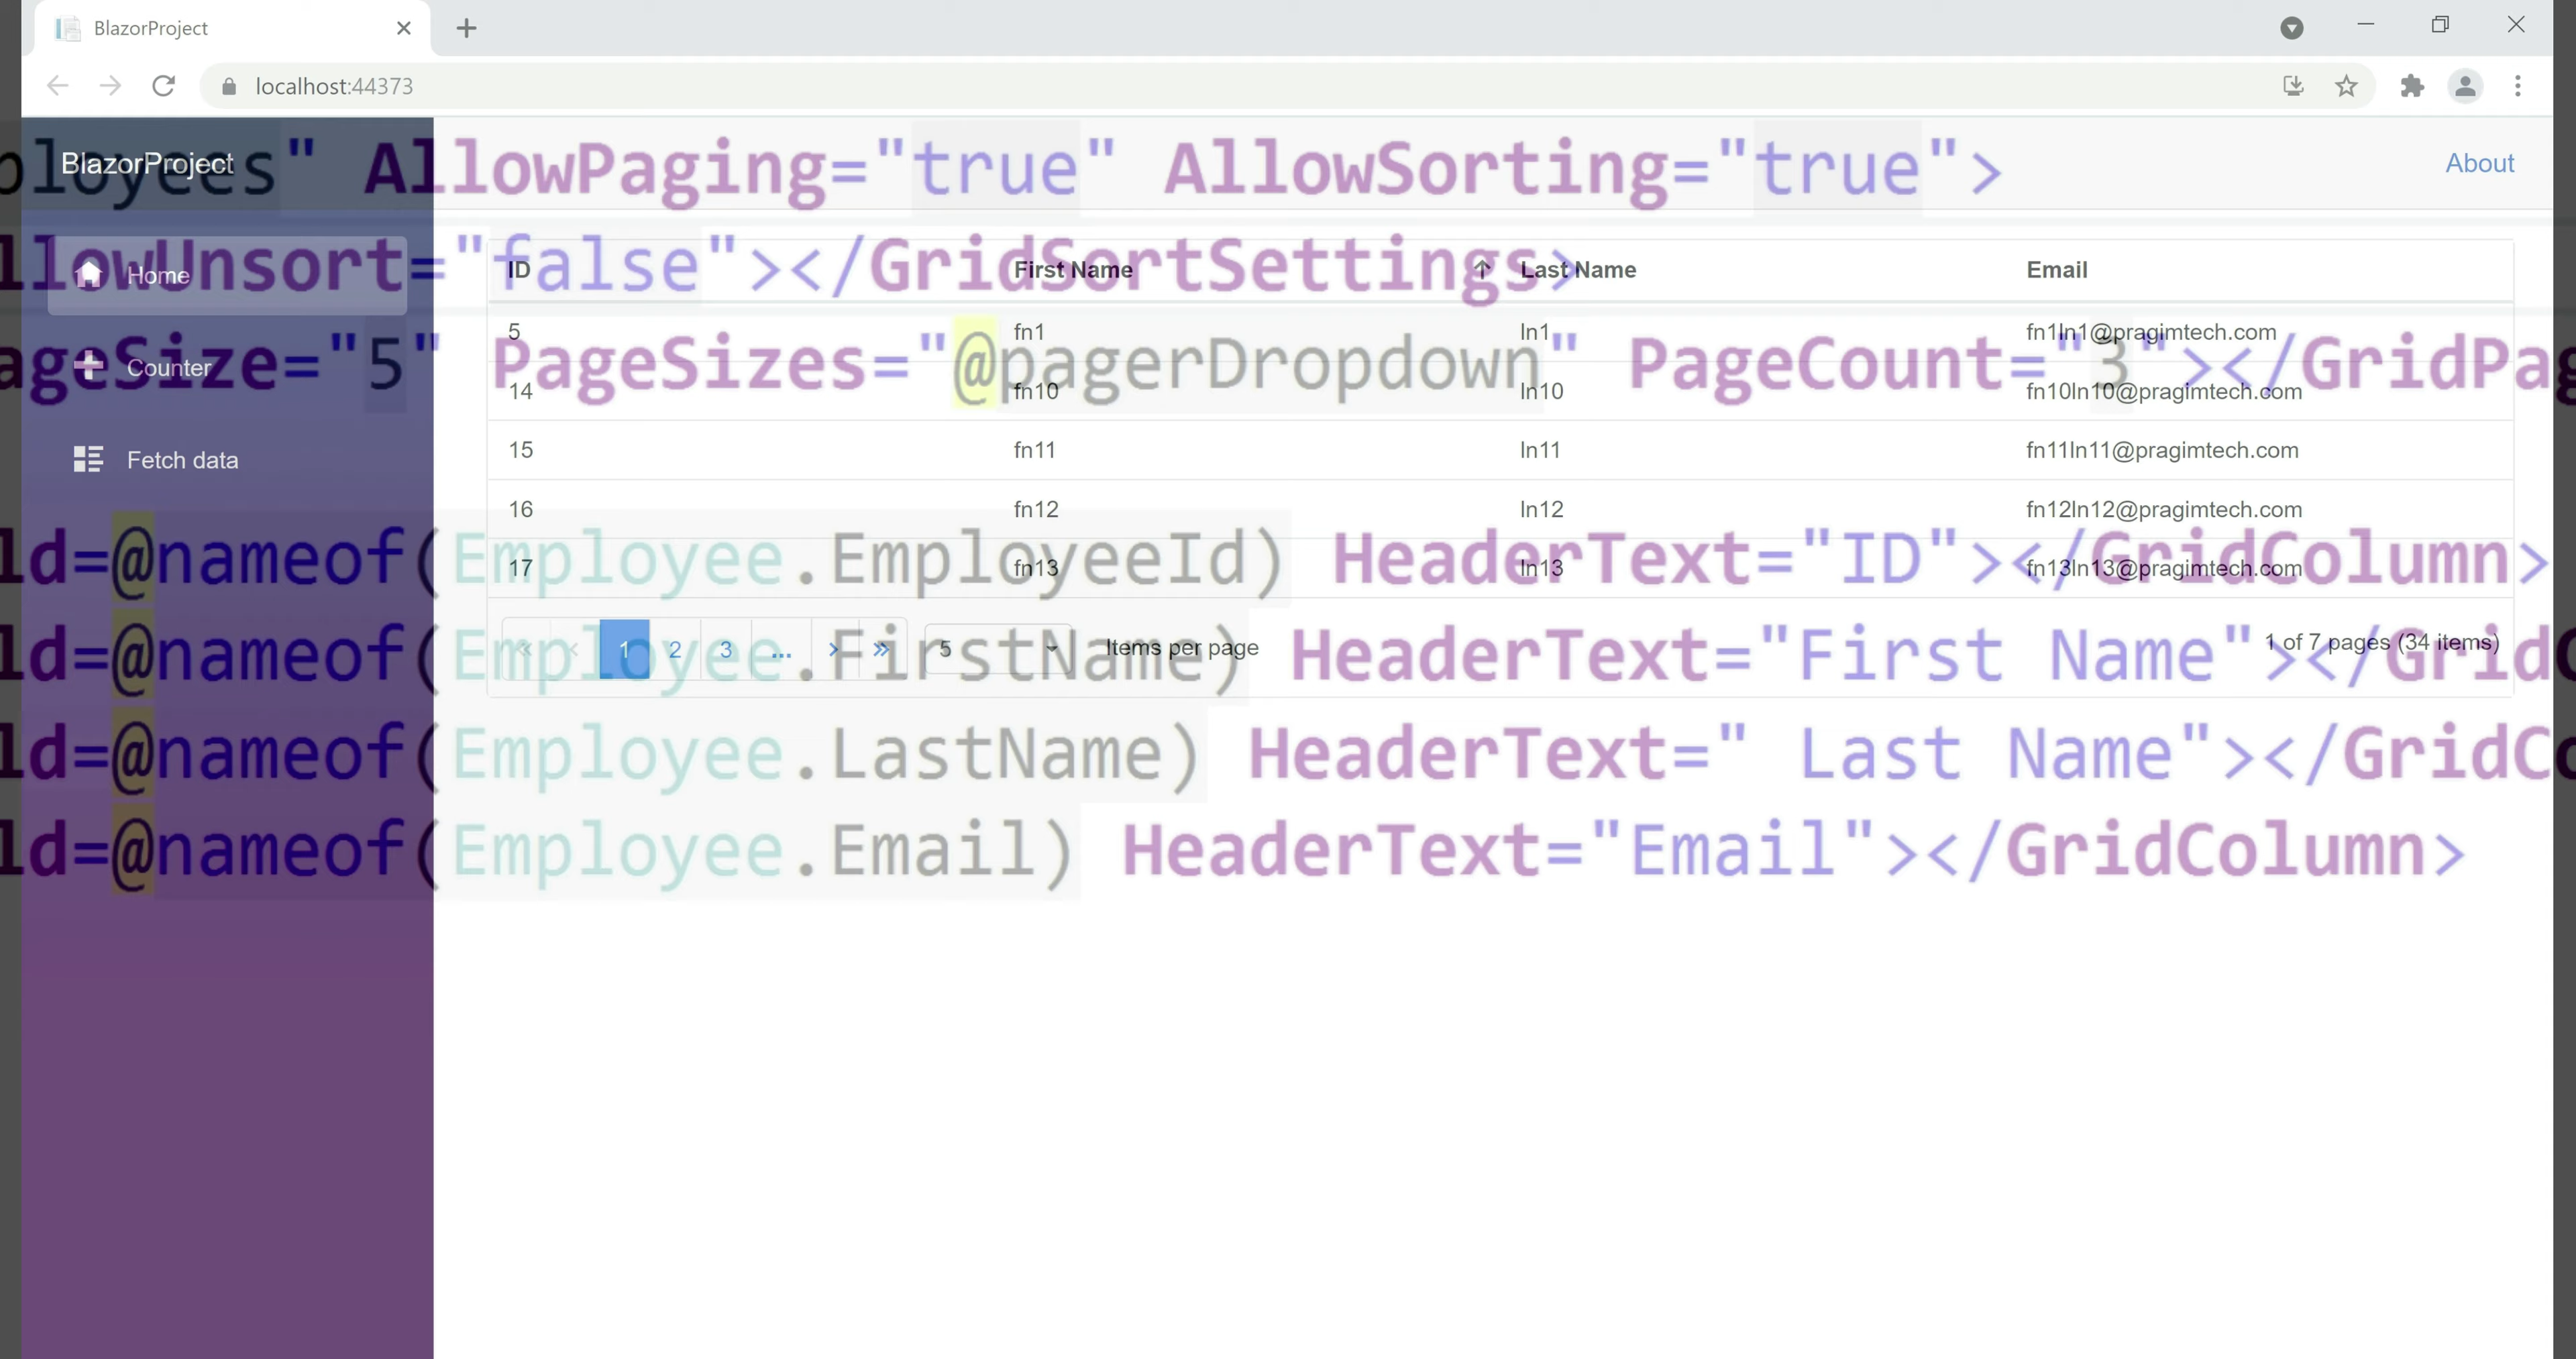 BlazorProject
localhost:44373
BlazorProject
About
Home
Counter
Fetch data
ID First Name Last Name Email
5 fn1 ln1 fn1ln1@pragimtech.com
14 fn10 ln10 fn10ln10@pragimtech.com
15 fn11 ln11 fn11ln11@pragimtech.com
16 fn12 ln12 fn12ln12@pragimtech.com
17 fn13 ln13 fn13ln13@pragimtech.com
1 2 3 ... 5 Items per page 1 of 7 pages (34 items)
ployees" AllowPaging="true" AllowSorting="true">
llowUnsort="false"></GridSortSettings>
ageSize="5" PageSizes="@pagerDropdown" PageCount="3"></GridPag
ld=@nameof(Employee.EmployeeId) HeaderText="ID"></GridColumn>
ld=@nameof(Employee.FirstName) HeaderText="First Name"></GridC
ld=@nameof(Employee.LastName) HeaderText=" Last Name"></GridCo
ld=@nameof(Employee.Email) HeaderText="Email"></GridColumn>